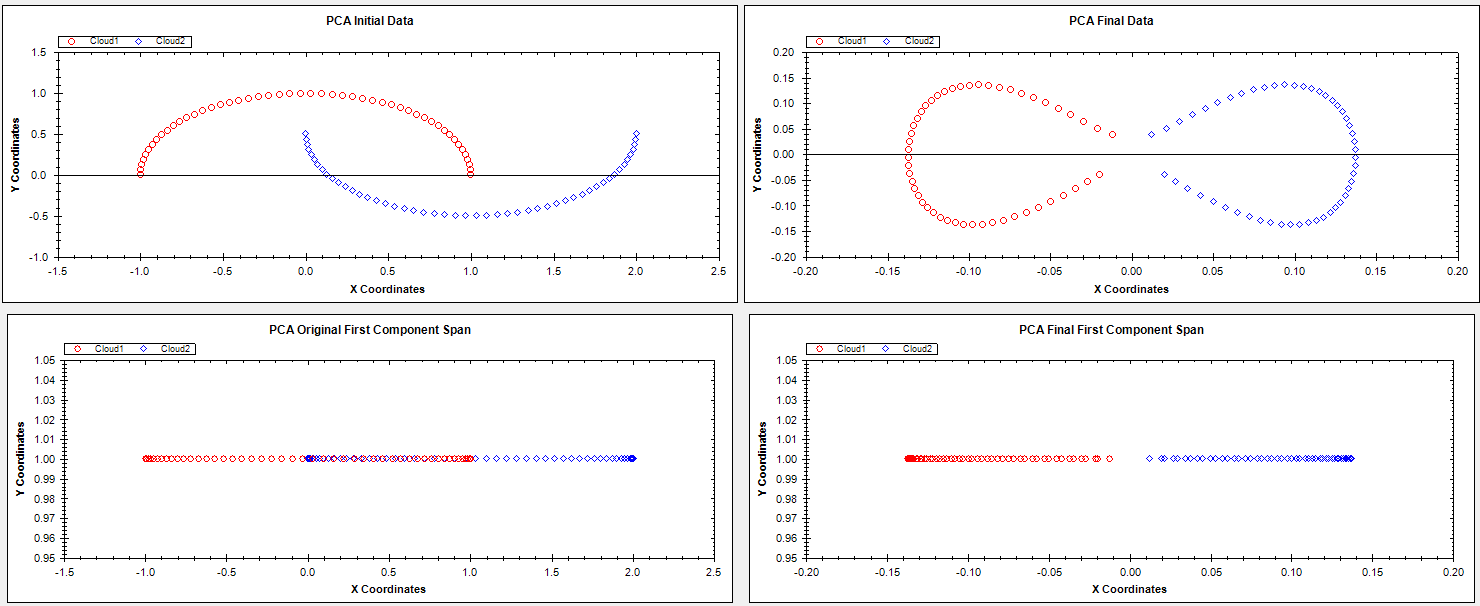 PCA Initial Data
Cloud1 Cloud2
1.5
1.0
0.5
0.0
-0.5
-1.0
Y Coordinates
-1.5 -1.0 -0.5 0.0 0.5 1.0 1.5 2.0 2.5
X Coordinates
PCA Final Data
Cloud1 Cloud2
0.20
0.15
0.10
0.05
0.00
-0.05
-0.10
-0.15
-0.20
Y Coordinates
-0.20 -0.15 -0.10 -0.05 0.00 0.05 0.10 0.15 0.20
X Coordinates
PCA Original First Component Span
Cloud1 Cloud2
1.05
1.04
1.03
1.02
1.01
1.00
0.99
0.98
0.97
0.96
0.95
Y Coordinates
-1.5 -1.0 -0.5 0.0 0.5 1.0 1.5 2.0 2.5
X Coordinates
PCA Final First Component Span
Cloud1 Cloud2
1.05
1.04
1.03
1.02
1.01
1.00
0.99
0.98
0.97
0.96
0.95
Y Coordinates
-0.20 -0.15 -0.10 -0.05 0.00 0.05 0.10 0.15 0.20
X Coordinates